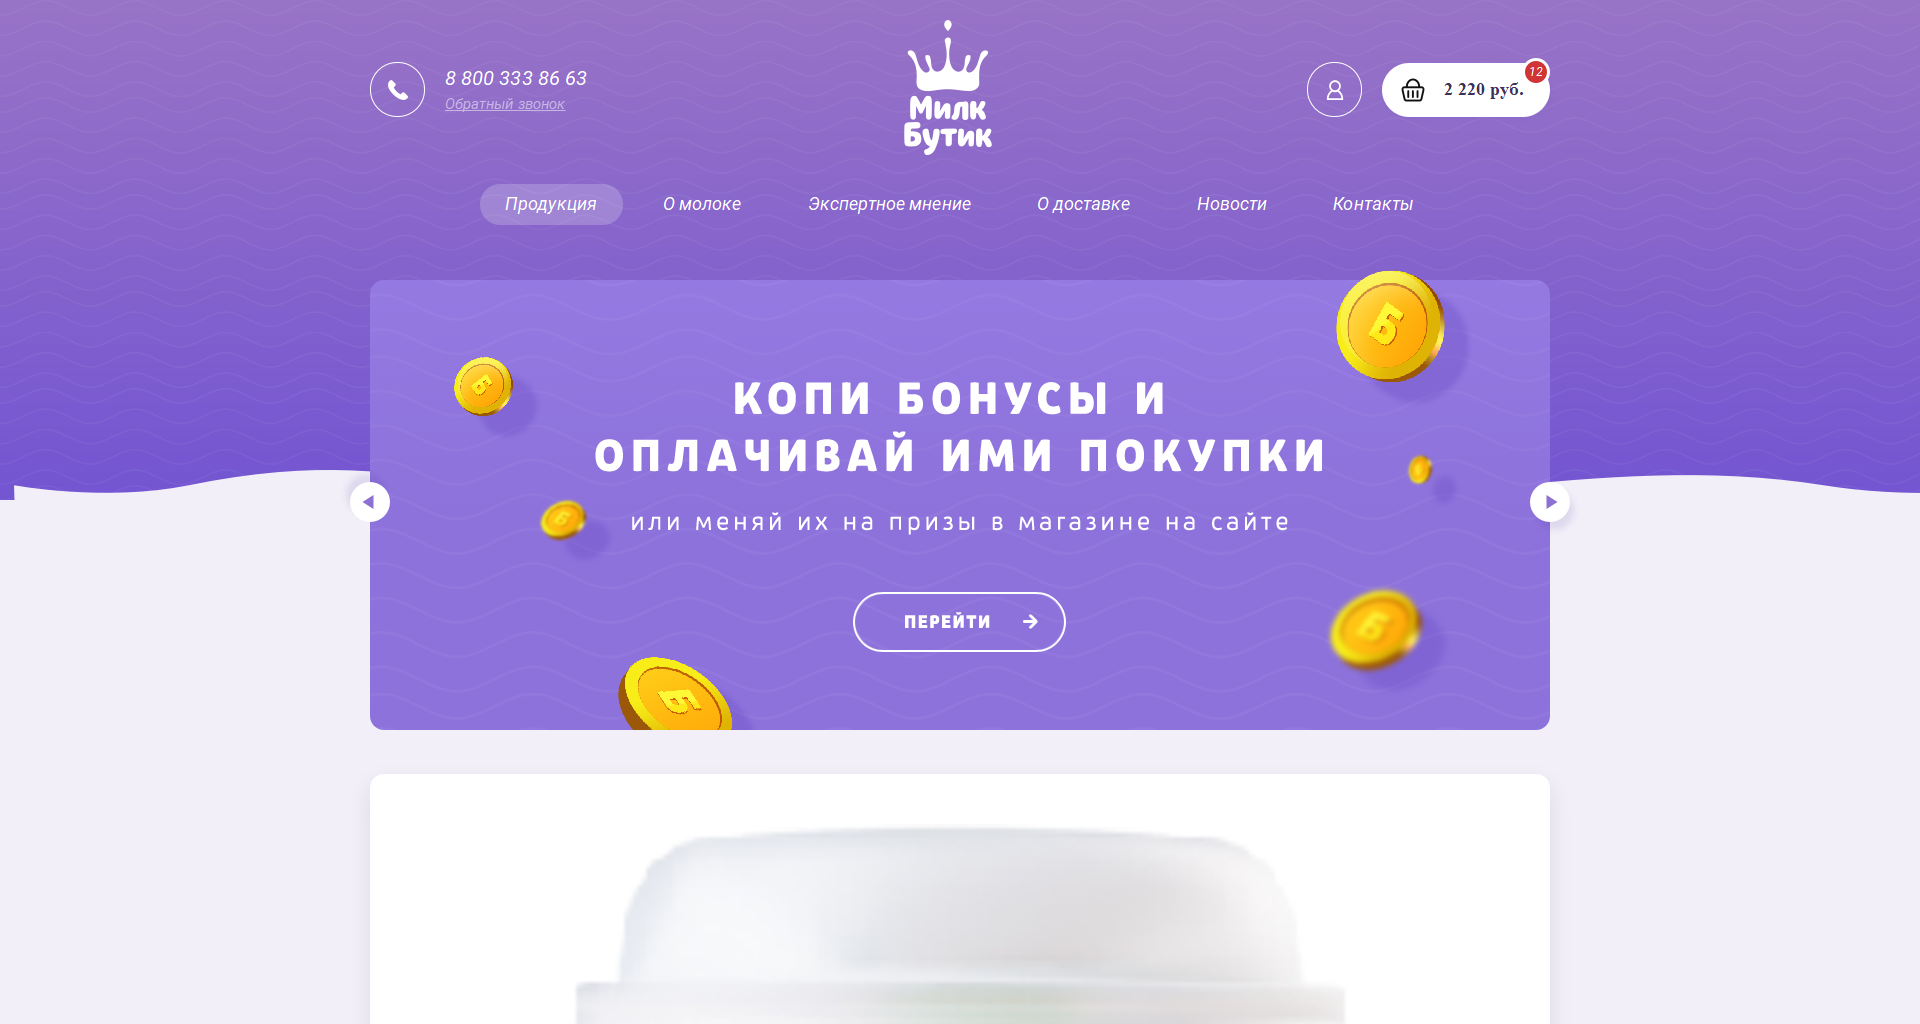 8 800 333 86 63
Обратный звонок
Милк
Бутик
12
2 220 руб.
Продукция
О молоке
Экспертное мнение
О доставке
Новости
Контакты
КОПИ БОНУСЫ И
ОПЛАЧИВАЙ ИМИ ПОКУПКИ
или меняй их на призы в магазине на сайте
ПЕРЕЙТИ
Б
Б
Б
Б
Б